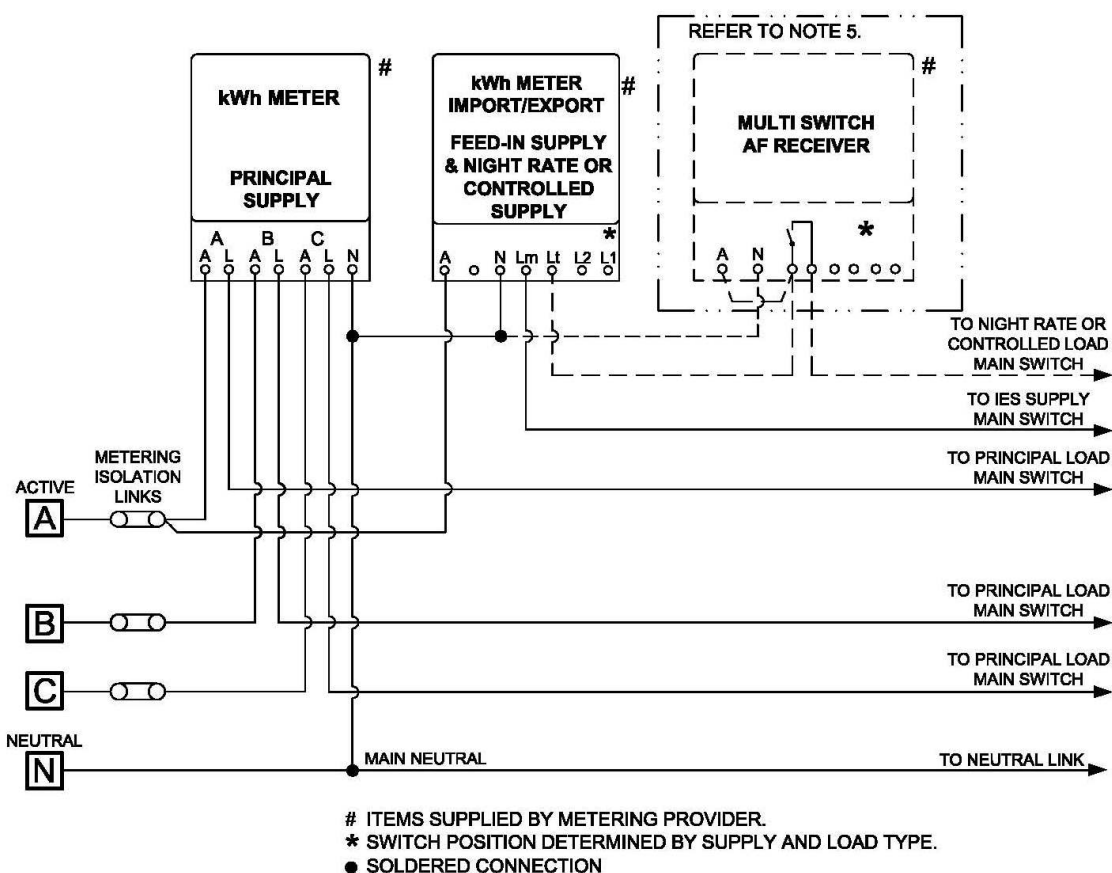 REFER TO NOTE 5.
#
kWh METER
PRINCIPAL
SUPPLY
A B C
A L A L A L N
#
kWh METER
IMPORT/EXPORT
FEED-IN SUPPLY
& NIGHT RATE OR
CONTROLLED
SUPPLY
*
A N Lm Lt L2 L1
#
MULTI SWITCH
AF RECEIVER
*
A N
TO NIGHT RATE OR
CONTROLLED LOAD
MAIN SWITCH
TO IES SUPPLY
MAIN SWITCH
METERING
ISOLATION
LINKS
TO PRINCIPAL LOAD
MAIN SWITCH
ACTIVE
A
B
TO PRINCIPAL LOAD
MAIN SWITCH
C
TO PRINCIPAL LOAD
MAIN SWITCH
NEUTRAL
N
MAIN NEUTRAL
TO NEUTRAL LINK
# ITEMS SUPPLIED BY METERING PROVIDER.
* SWITCH POSITION DETERMINED BY SUPPLY AND LOAD TYPE.
● SOLDERED CONNECTION